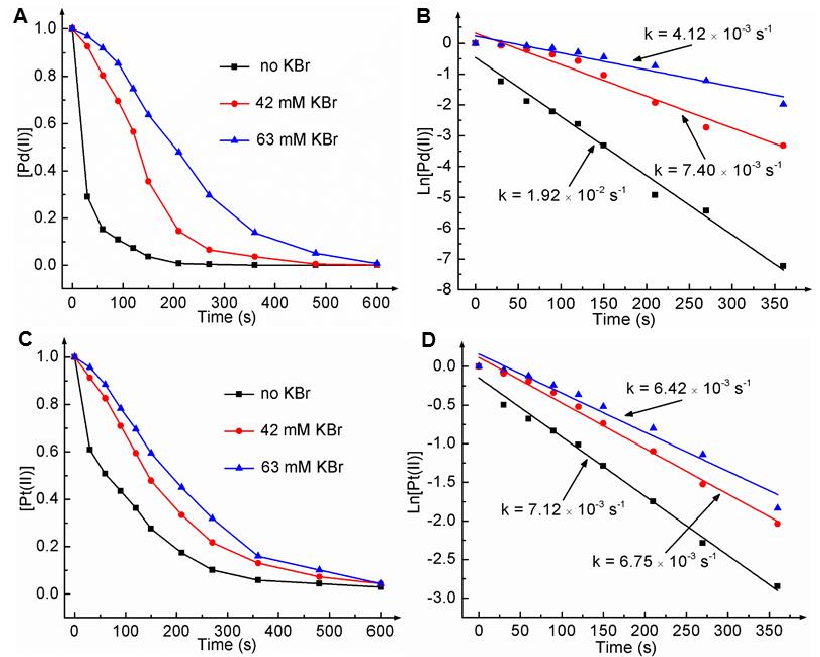 A
1.0
0.8
0.6
0.4
0.2
0.0
[Pd(II)]
no KBr
42 mM KBr
63 mM KBr
0 100 200 300 400 500 600
Time (s)
B
0
-1
-2
-3
-4
-5
-6
-7
-8
Ln[Pd(II)]
k = 4.12 × 10⁻³ s⁻¹
k = 7.40 × 10⁻³ s⁻¹
k = 1.92 × 10⁻² s⁻¹
0 50 100 150 200 250 300 350
Time (s)
C
1.0
0.8
0.6
0.4
0.2
0.0
[Pt(II)]
no KBr
42 mM KBr
63 mM KBr
0 100 200 300 400 500 600
Time (s)
D
0.0
-0.5
-1.0
-1.5
-2.0
-2.5
-3.0
Ln[Pt(II)]
k = 6.42 × 10⁻³ s⁻¹
k = 7.12 × 10⁻³ s⁻¹
k = 6.75 × 10⁻³ s⁻¹
0 50 100 150 200 250 300 350
Time (s)